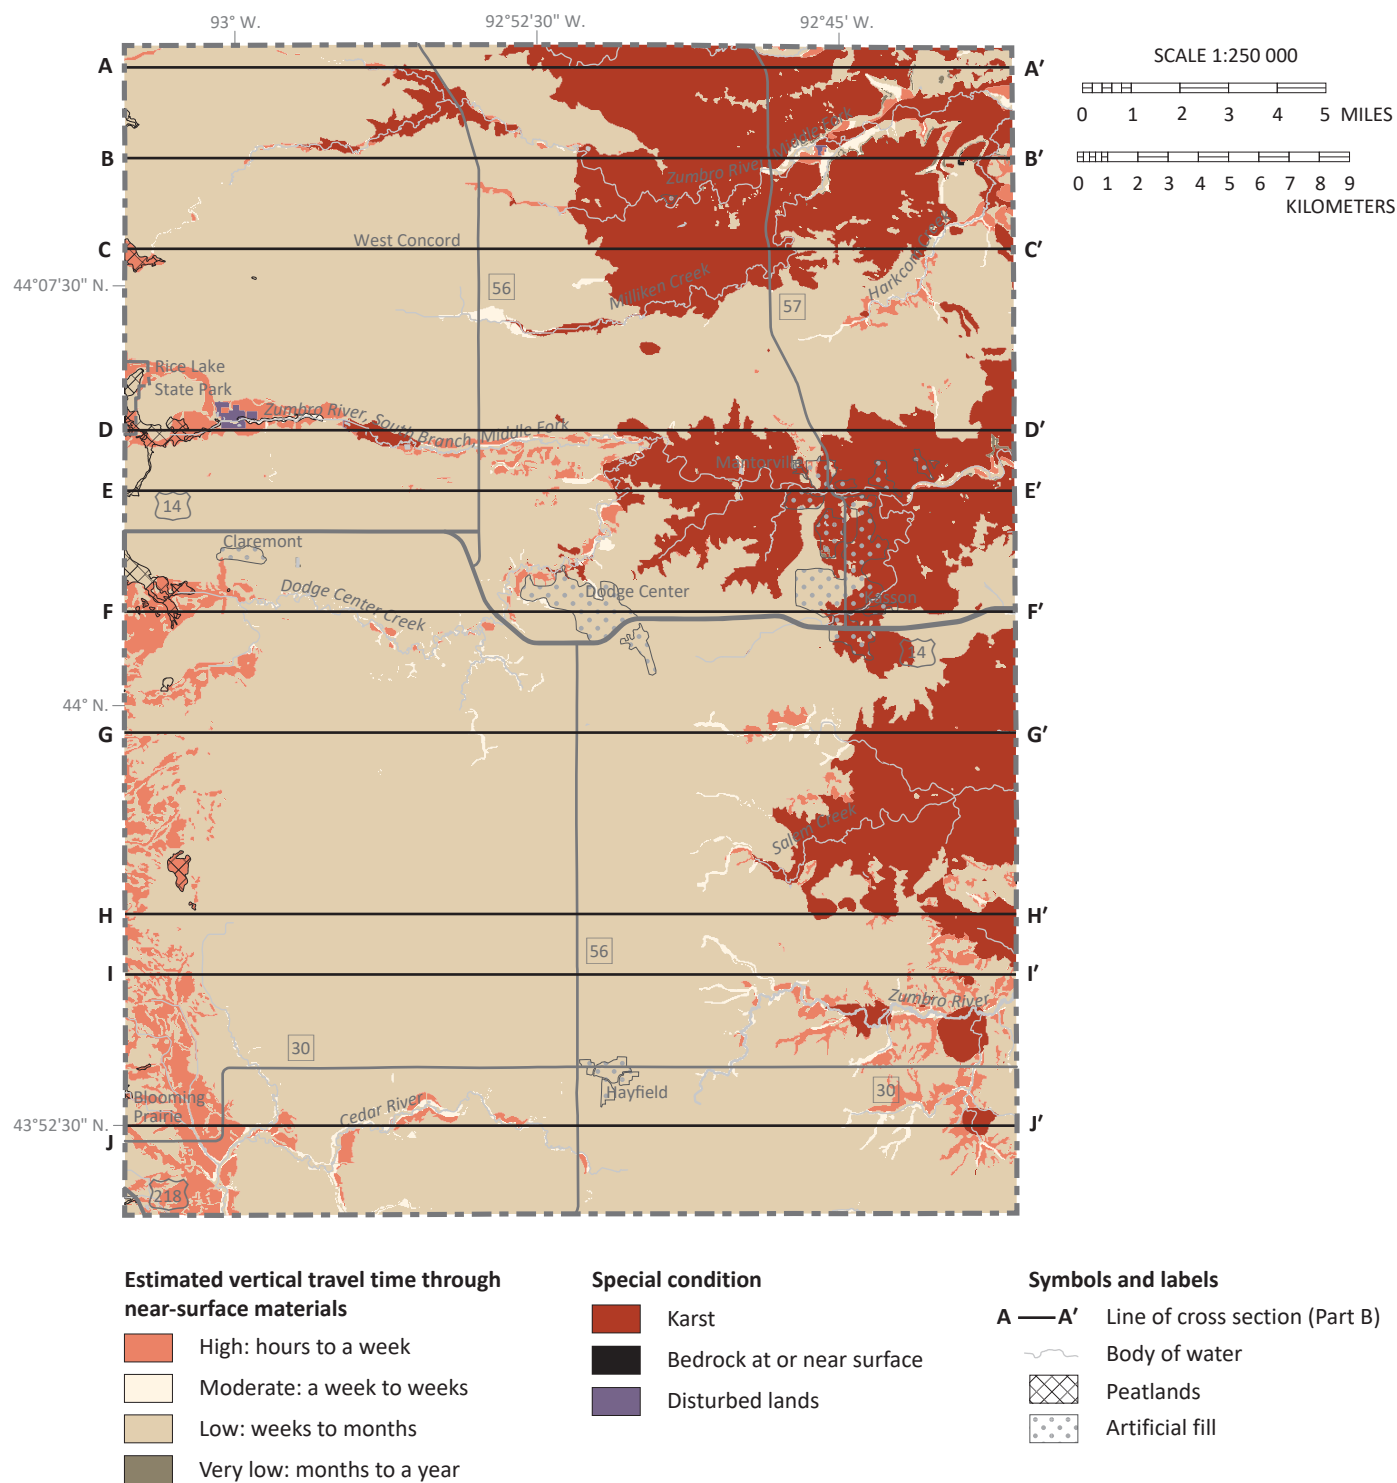 93° W.
92°52'30" W.
92°45' W.
A
A′
SCALE 1:250 000
0 1 2 3 4 5 MILES
Zumbro River, Middle Fork
B
B′
0 1 2 3 4 5 6 7 8 9
KILOMETERS
West Concord
C
C′
Harkcom Creek
44°07'30" N.
56
Milliken Creek
57
Rice Lake
State Park
Zumbro River, South Branch, Middle Fork
D
D′
Mantorville
E
E′
14
Claremont
Dodge Center Creek
Dodge Center
Kasson
F
F′
14
44° N.
G
G′
Salem Creek
H
H′
56
I
I′
Zumbro River
30
Blooming
Prairie
Hayfield
30
Cedar River
43°52'30" N.
J
J′
218
Estimated vertical travel time through
near-surface materials
High: hours to a week
Moderate: a week to weeks
Low: weeks to months
Very low: months to a year
Special condition
Karst
Bedrock at or near surface
Disturbed lands
Symbols and labels
A A′ Line of cross section (Part B)
Body of water
Peatlands
Artificial fill